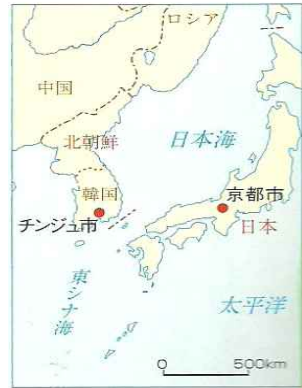 ロシア
中国
北朝鮮
日本海
韓国
京都市
チンジュ市
日本
東シナ海
太平洋
0 500km